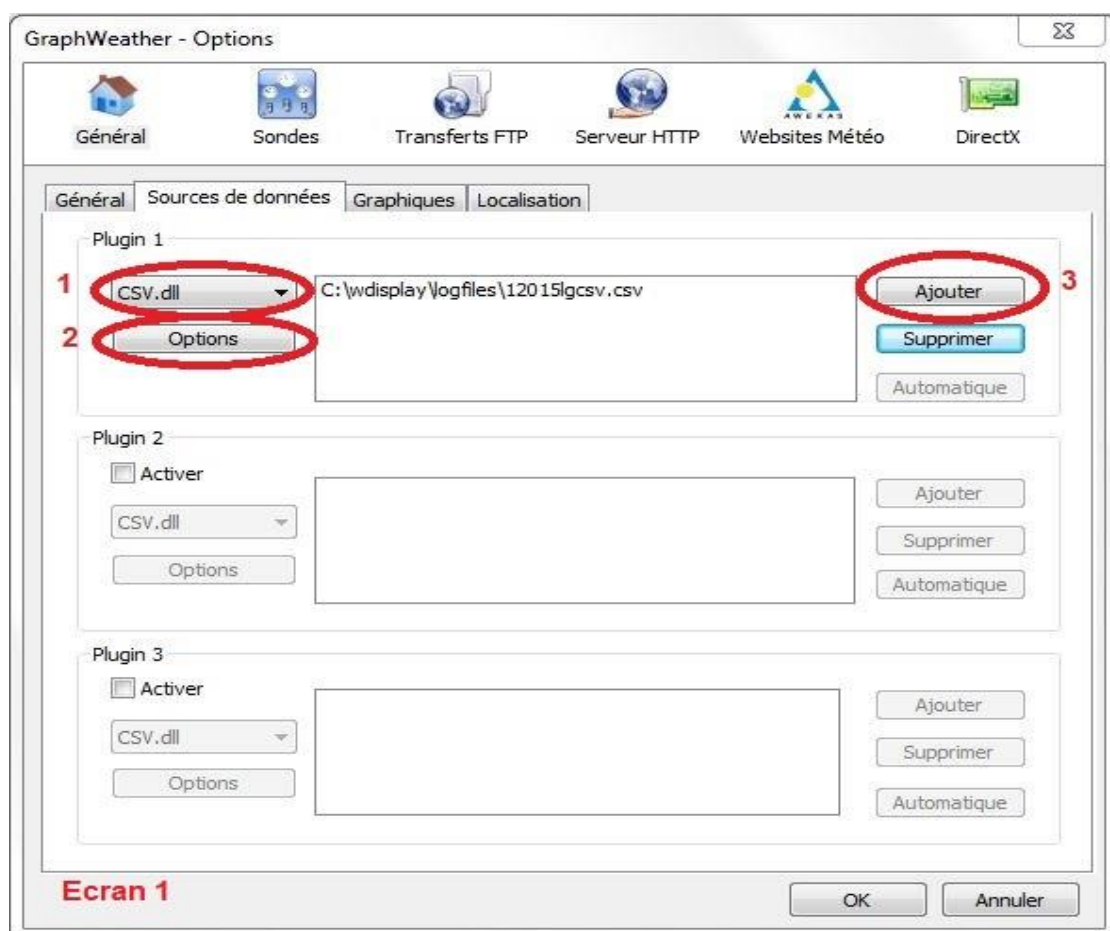 GraphWeather - Options
Général Sondes Transferts FTP Serveur HTTP AWEKAS Websites Météo DirectX
Général Sources de données Graphiques Localisation
Plugin 1
1 CSV.dll C:\wdisplay\logfiles\12015lgcsv.csv Ajouter 3
2 Options Supprimer
Automatique
Plugin 2
Activer
CSV.dll Ajouter
Options Supprimer
Automatique
Plugin 3
Activer
CSV.dll Ajouter
Options Supprimer
Automatique
Ecran 1
OK Annuler